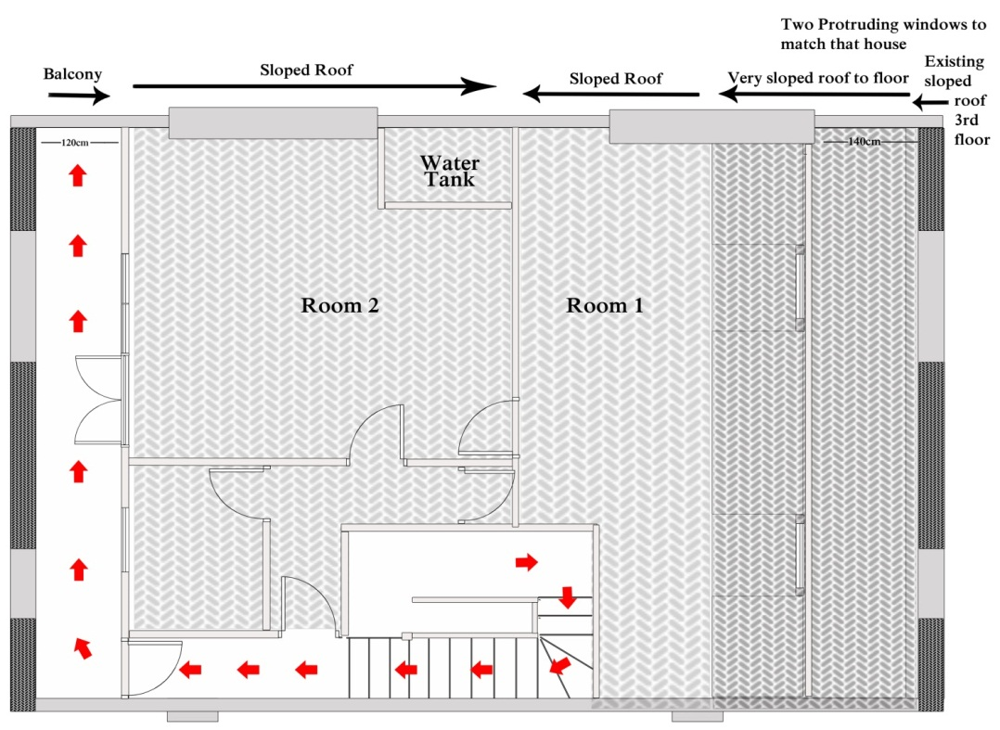 Two Protruding windows to
match that house
Balcony
Sloped Roof
Sloped Roof
Very sloped roof to floor
Existing
sloped
roof
3rd
floor
120cm
140cm
Water
Tank
Room 2
Room 1